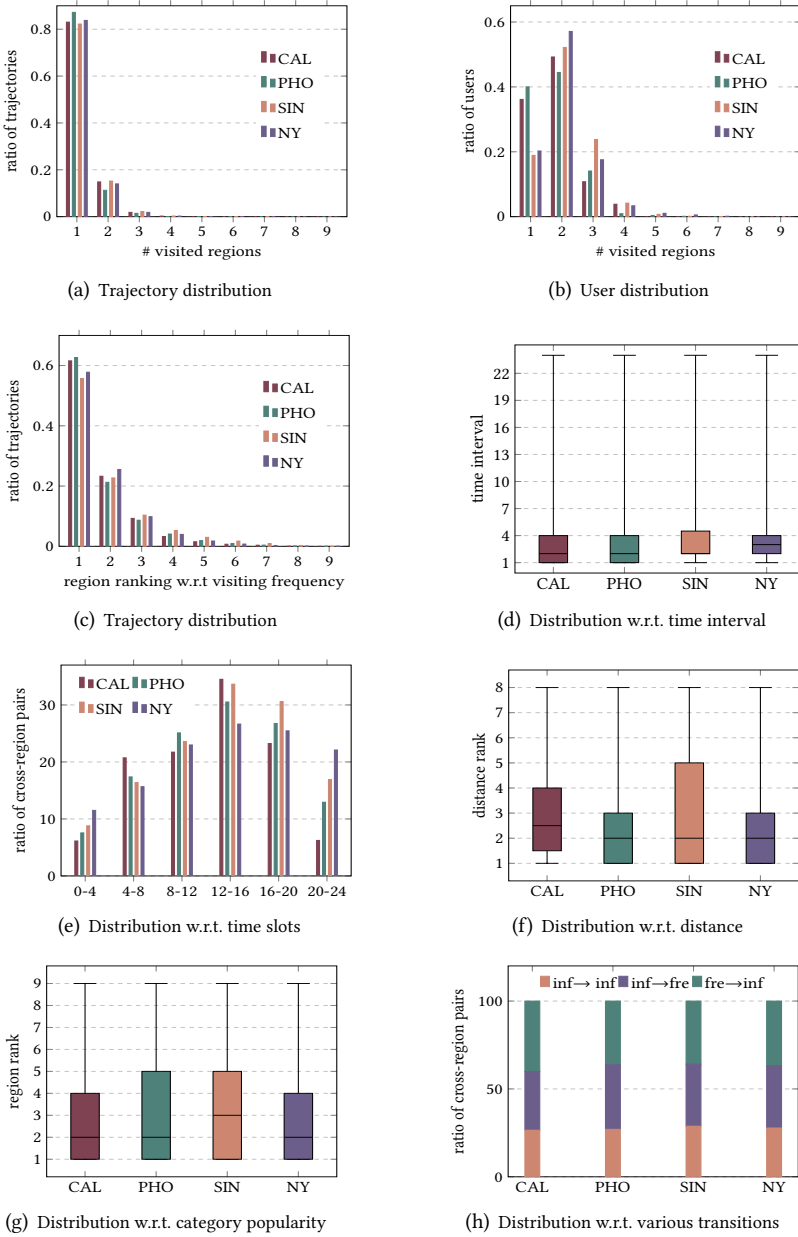 ratio of trajectories
0.8
0.6
0.4
0.2
0
CAL
PHO
SIN
NY
1 2 3 4 5 6 7 8 9
# visited regions
(a) Trajectory distribution
ratio of users
0.6
0.4
0.2
0
CAL
PHO
SIN
NY
1 2 3 4 5 6 7 8 9
# visited regions
(b) User distribution
ratio of trajectories
0.6
0.4
0.2
0
CAL
PHO
SIN
NY
1 2 3 4 5 6 7 8 9
region ranking w.r.t visiting frequency
(c) Trajectory distribution
time interval
22
19
16
13
10
7
4
1
CAL PHO SIN NY
(d) Distribution w.r.t. time interval
ratio of cross-region pairs
30
20
10
0
CAL PHO
SIN NY
0-4 4-8 8-12 12-16 16-20 20-24
(e) Distribution w.r.t. time slots
distance rank
8
7
6
5
4
3
2
1
CAL PHO SIN NY
(f) Distribution w.r.t. distance
region rank
9
8
7
6
5
4
3
2
1
CAL PHO SIN NY
(g) Distribution w.r.t. category popularity
ratio of cross-region pairs
inf→ inf inf→fre fre→inf
100
50
0
CAL PHO SIN NY
(h) Distribution w.r.t. various transitions